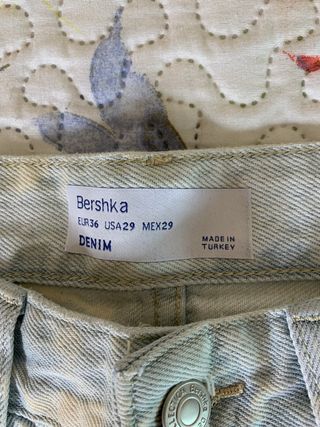 Bershka
EUR36 USA29 MEX29
DENIM
MADE IN
TURKEY